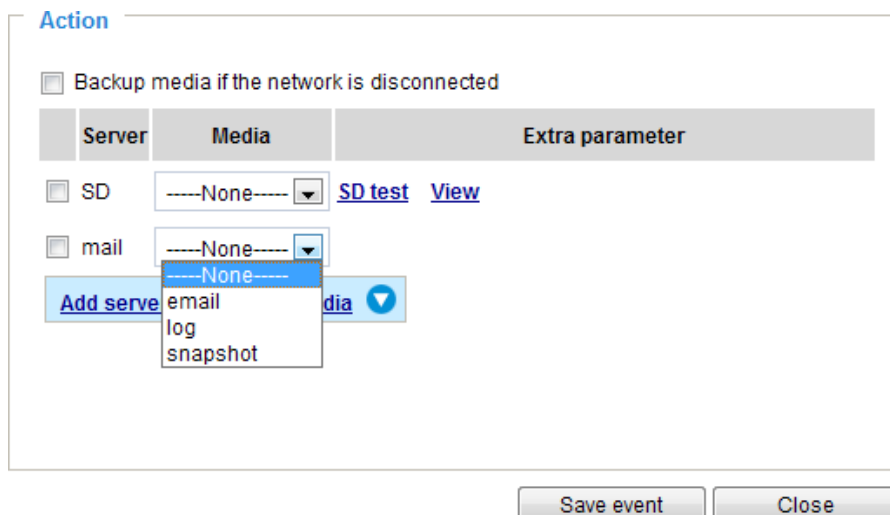 Action
Backup media if the network is disconnected
Server Media Extra parameter
SD -----None----- SD test View
mail -----None-----
-----None-----
Add serve dia
email
log
snapshot
Save event Close